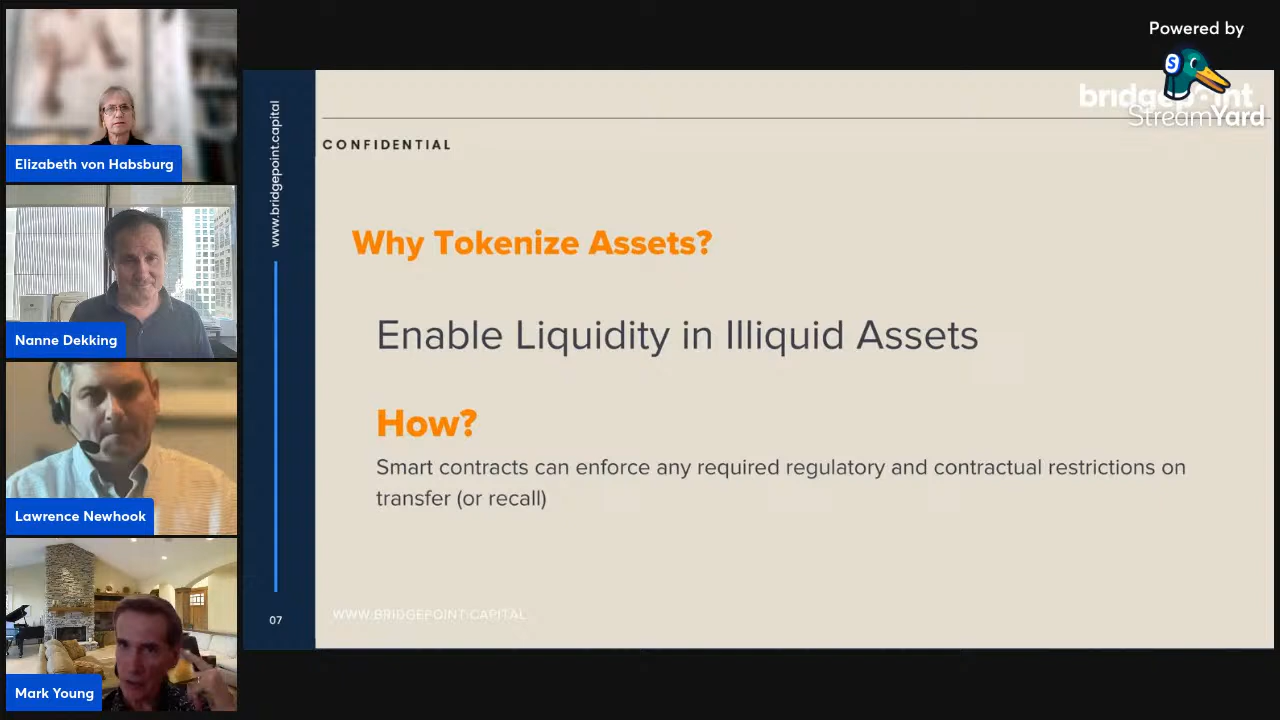 Elizabeth von Habsburg
Nanne Dekking
Lawrence Newhook
Mark Young
www.bridgepoint.capital
07
Powered by
S
StreamYard
CONFIDENTIAL
Why Tokenize Assets?
Enable Liquidity in Illiquid Assets
How?
Smart contracts can enforce any required regulatory and contractual restrictions on
transfer (or recall)
WWW.BRIDGEPOINT.CAPITAL